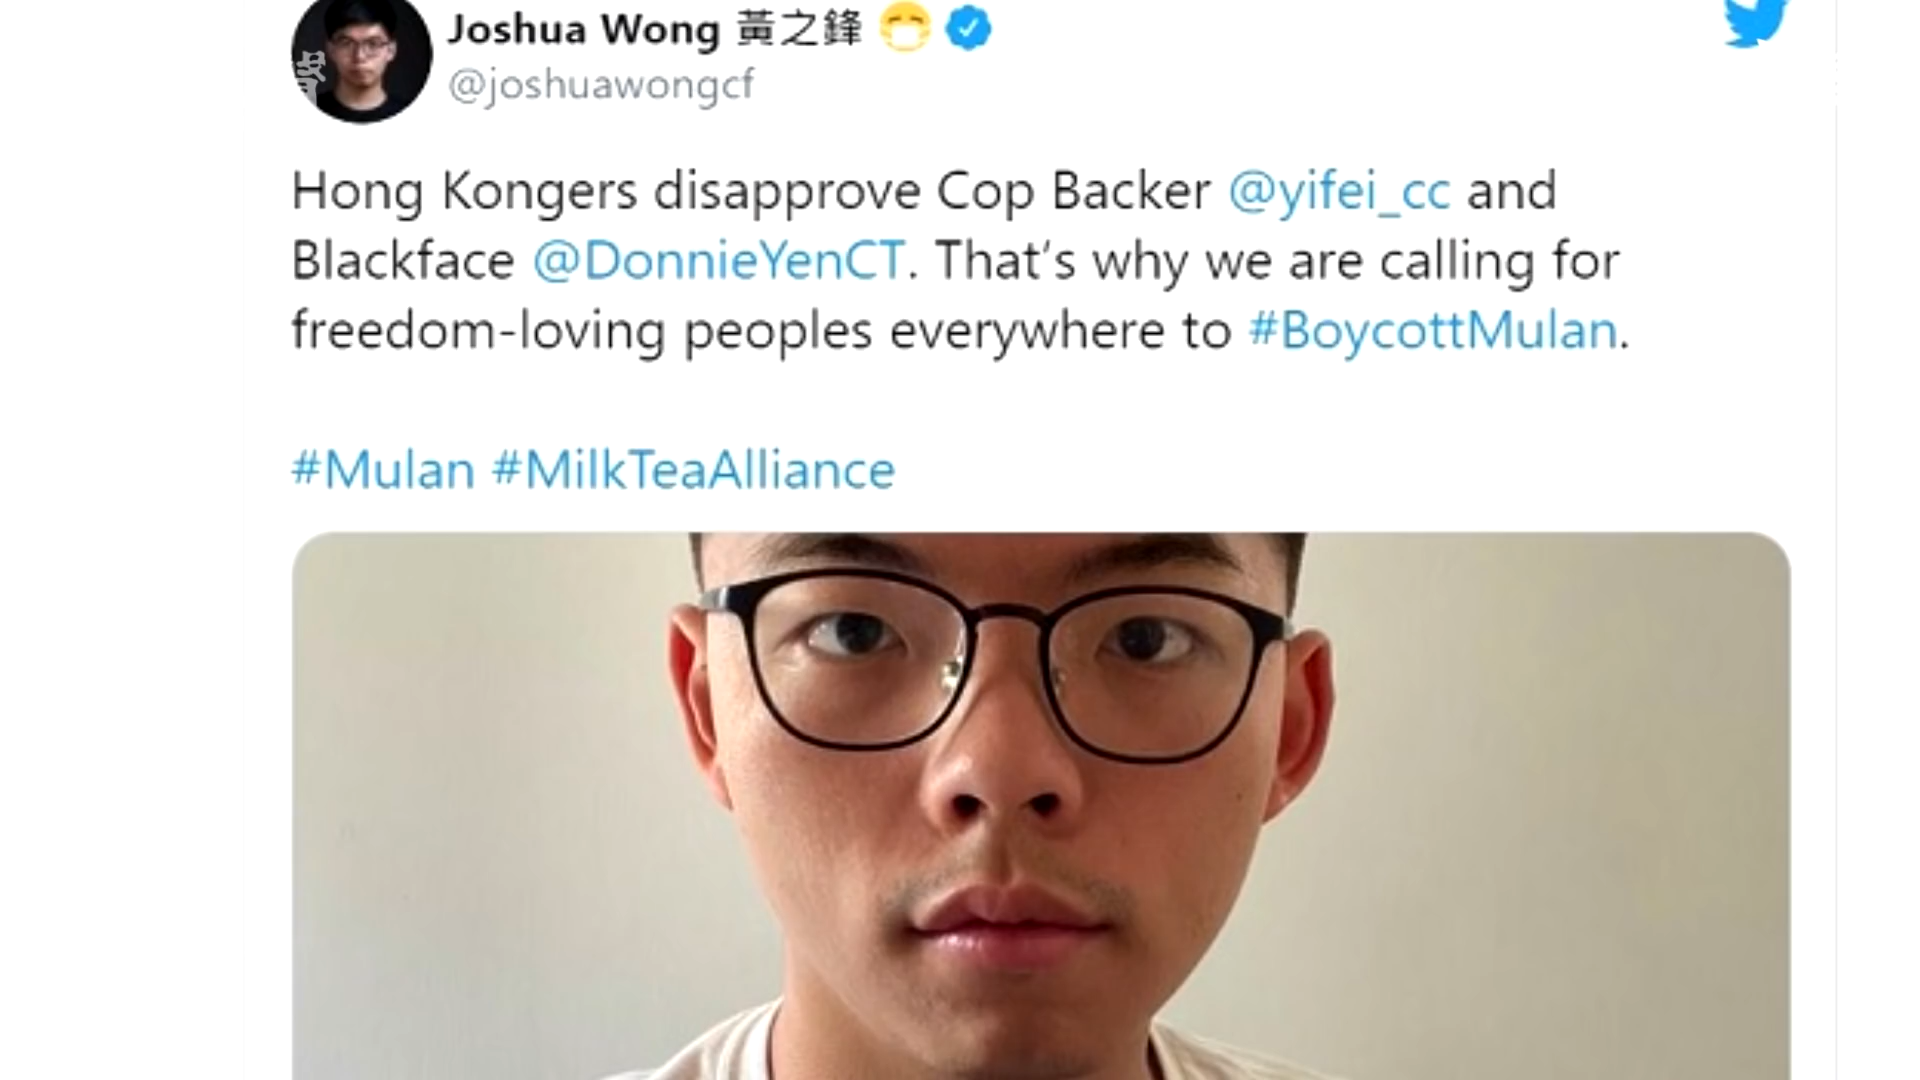 Joshua Wong 黃之鋒 😷
@joshuawongcf
Hong Kongers disapprove Cop Backer @yifei_cc and
Blackface @DonnieYenCT. That's why we are calling for
freedom-loving peoples everywhere to #BoycottMulan.
#Mulan #MilkTeaAlliance